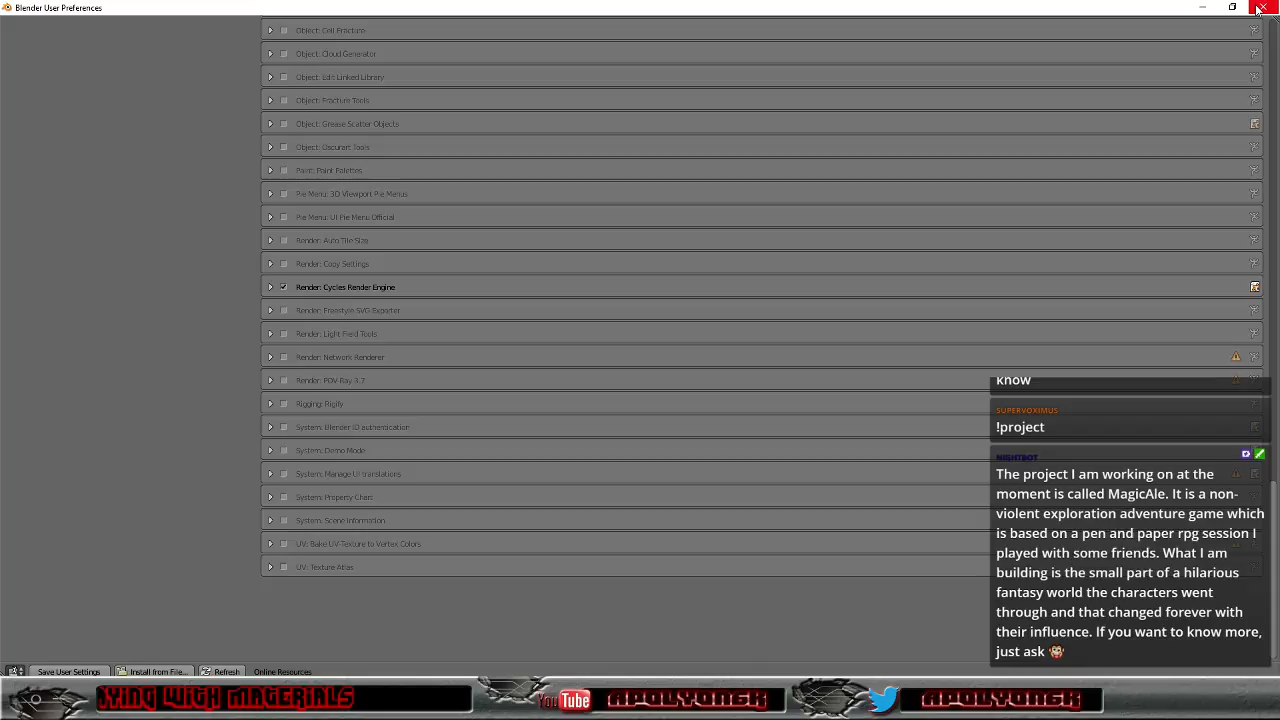 Blender User Preferences
Object: Cell Fracture
Object: Cloud Generator
Object: Edit Linked Library
Object: Fracture Tools
Object: Grease Scatter Objects
Object: Oscurart Tools
Paint: Paint Palettes
Pie Menu: 3D Viewport Pie Menus
Pie Menu: UI Pie Menu Official
Render: Auto Tile Size
Render: Copy Settings
Render: Cycles Render Engine
Render: Freestyle SVG Exporter
Render: Light Field Tools
Render: Network Renderer
Render: POV-Ray 3.7
Rigging: Rigify
System: Blender ID authentication
System: Demo Mode
System: Manage UI translations
System: Property Chart
System: Scene Information
UV: Bake UV-Texture to Vertex Colors
UV: Texture Atlas
know
SUPERVOXIMUS
!project
NIGHTBOT
The project I am working on at the
moment is called MagicAle. It is a non-
violent exploration adventure game which
is based on a pen and paper rpg session I
played with some friends. What I am
building is the small part of a hilarious
fantasy world the characters went
through and that changed forever with
their influence. If you want to know more,
just ask
Save User Settings
Install from File...
Refresh
Online Resources
YING WITH MATERIALS
YouTube
APOLYONEK
APOLYONEK